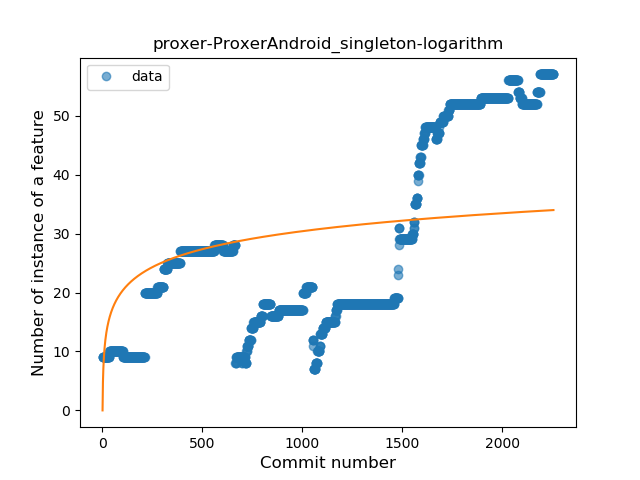 proxer-ProxerAndroid_singleton-logarithm
data
Number of instance of a feature
50
40
30
20
10
0
0 500 1000 1500 2000
Commit number